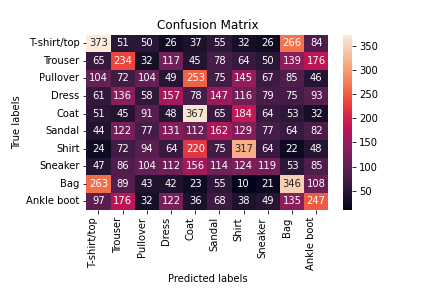 Confusion Matrix
T-shirt/top 373 51 50 26 37 55 32 26 266 84
Trouser 65 234 32 117 45 78 64 50 139 176
Pullover 104 72 104 49 253 75 145 67 85 46
Dress 61 136 58 157 78 147 116 79 75 93
Coat 51 45 91 48 367 65 184 64 53 32
Sandal 44 122 77 131 112 162 129 77 64 82
Shirt 24 72 94 64 220 75 317 64 22 48
Sneaker 47 86 104 112 156 114 124 119 53 85
Bag 263 89 43 42 23 55 10 21 346 108
Ankle boot 97 176 32 122 36 68 38 49 135 247
True labels
T-shirt/top Trouser Pullover Dress Coat Sandal Shirt Sneaker Bag Ankle boot
Predicted labels
350
300
250
200
150
100
50